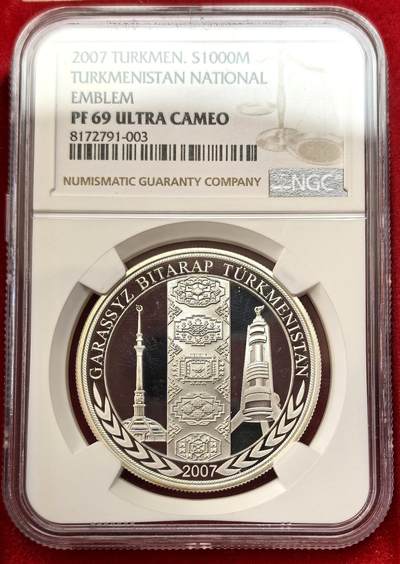 2007 TURKMEN. S1000M
TURKMENISTAN NATIONAL
EMBLEM
PF 69 ULTRA CAMEO
8172791-003
NUMISMATIC GUARANTY COMPANY
NGC
GARAŞSYZ BITARAP TÜRKMENISTAN
2007